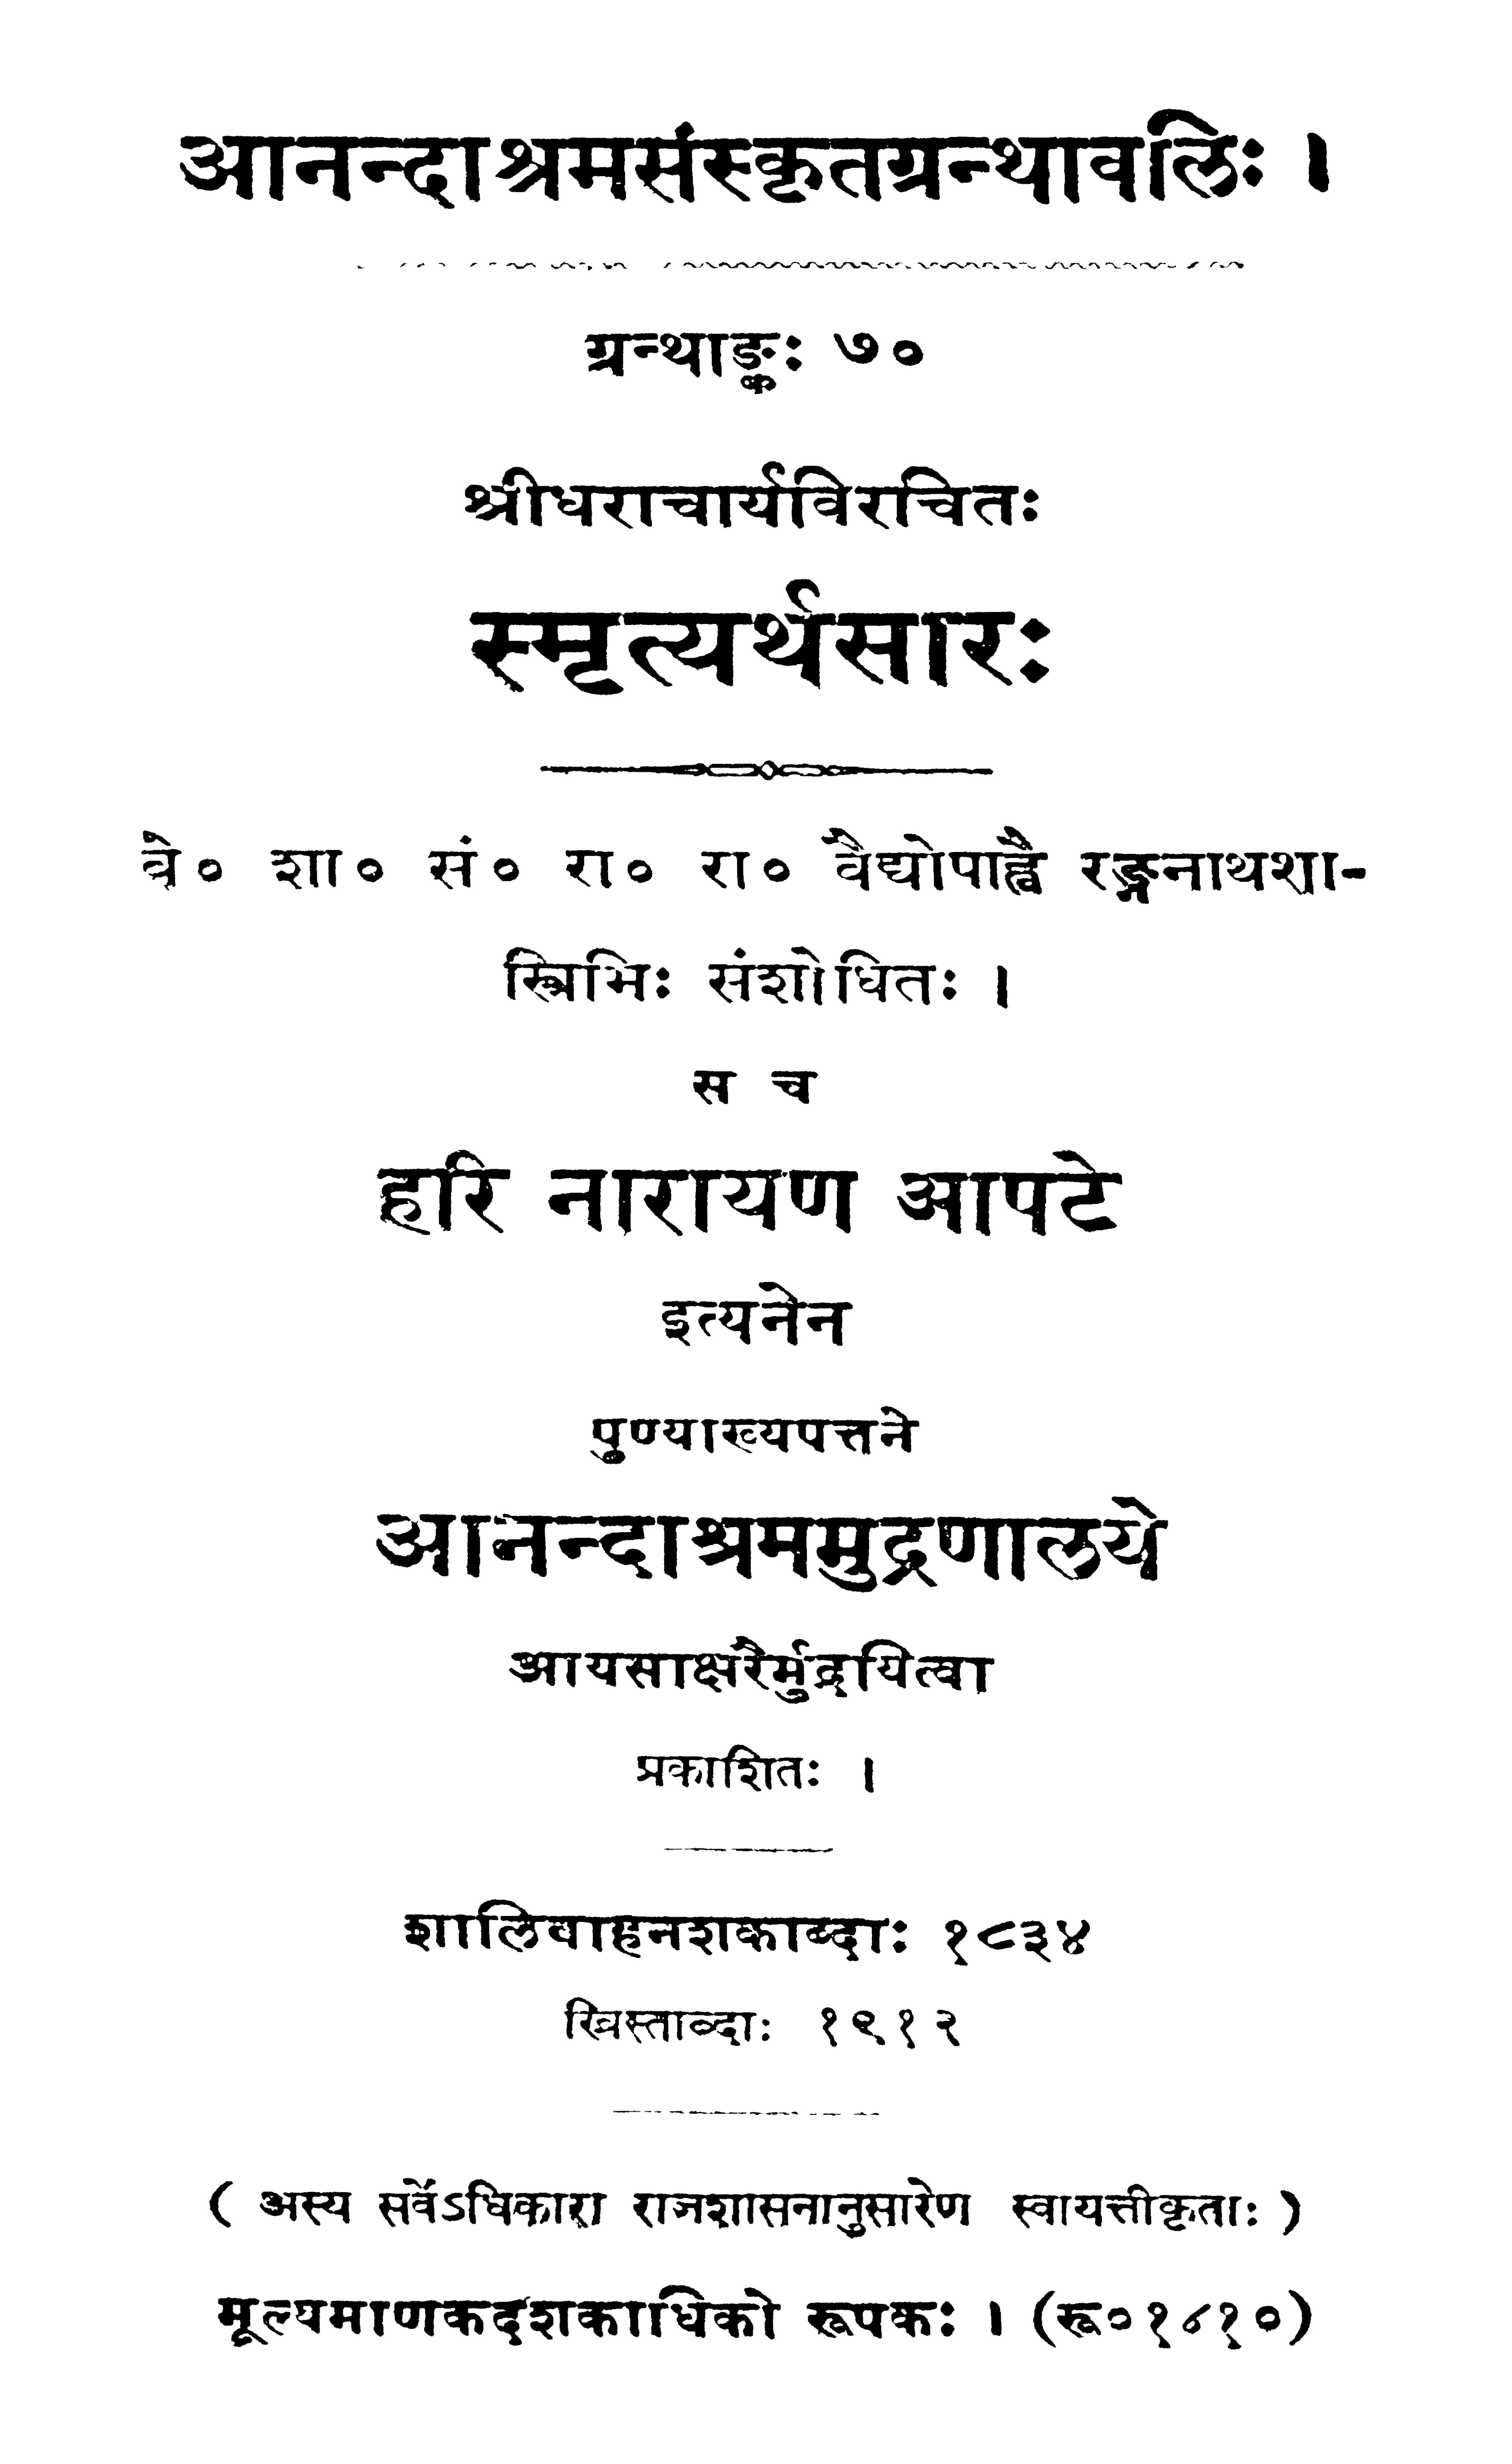 आनन्दाश्रमसंस्कृतग्रन्थावलिः ।
ग्रन्थाङ्कः ७०
श्रीधराचार्यविरचितः
स्मृत्यर्थसारः
वे० शा० सं० रा० रा० वैद्योपाह्वै रङ्गनाथशा-
स्त्रिभिः संशोधितः ।
स च
हरि नारायण आपटे
इत्यनेन
पुण्याख्यपत्तने
आनन्दाश्रममुद्रणालये
आयसाक्षरैर्मुद्रयित्वा
प्रकाशितः ।
शालिवाहनशकाब्दाः १८३४
ख्रिस्ताब्दाः १९१२
( अस्य सर्वेऽधिकारा राजशासनानुसारेण स्वायत्तीकृताः )
मूल्यमाणकदशकाधिको रूपकः । (रू०१८१०)